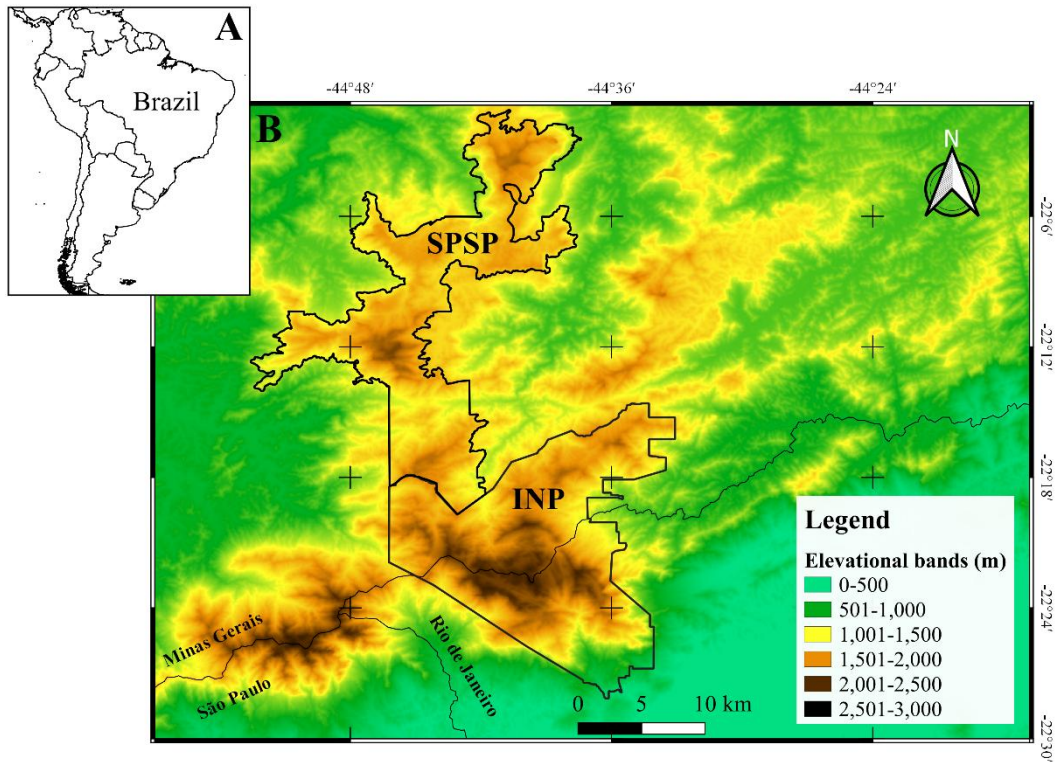 A
Brazil
-44°48'
-44°36'
-44°24'
B
N
SPSP
-22°6'
-22°12'
-22°18'
INP
Legend
Elevational bands (m)
0-500
501-1,000
1,001-1,500
1,501-2,000
2,001-2,500
2,501-3,000
-22°24'
Minas Gerais
São Paulo
Rio de Janeiro
0 5 10 km
-22°30'